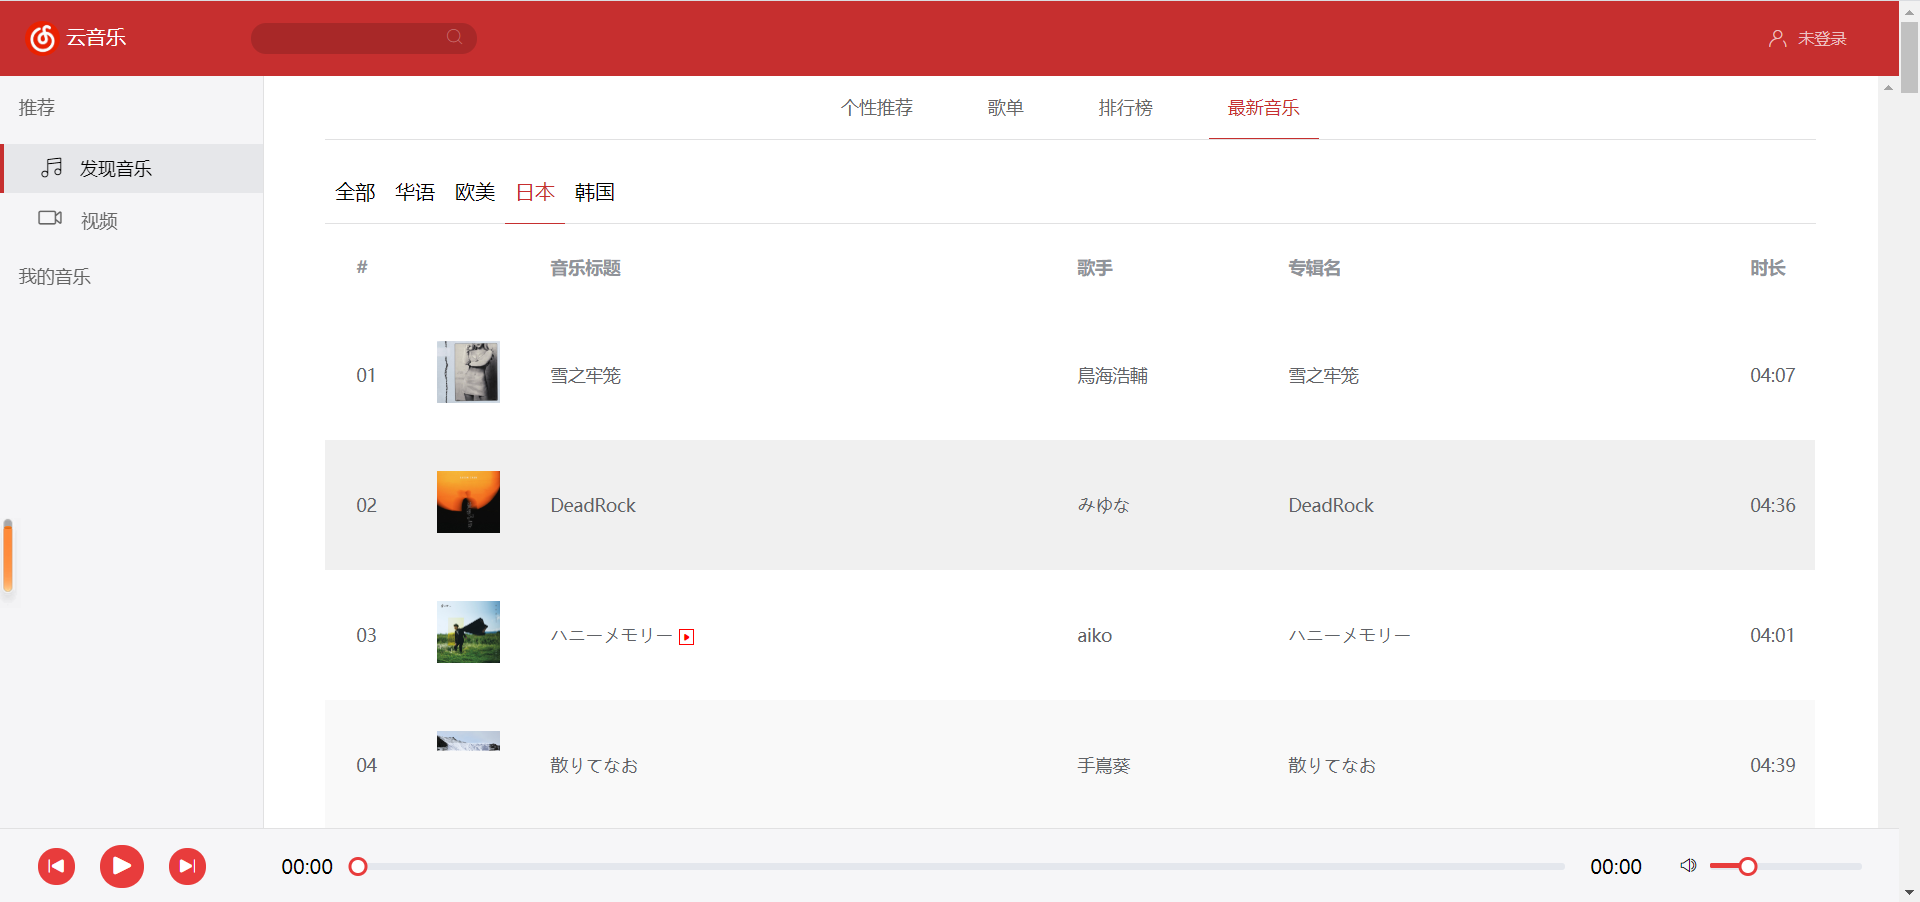 云音乐
未登录
推荐
发现音乐
视频
我的音乐
个性推荐 歌单 排行榜 最新音乐
全部 华语 欧美 日本 韩国
# 音乐标题 歌手 专辑名 时长
01 雪之牢笼 鳥海浩輔 雪之牢笼 04:07
02 DeadRock みゆな DeadRock 04:36
03 ハニーメモリー aiko ハニーメモリー 04:01
04 散りてなお 手嶌葵 散りてなお 04:39
00:00 00:00